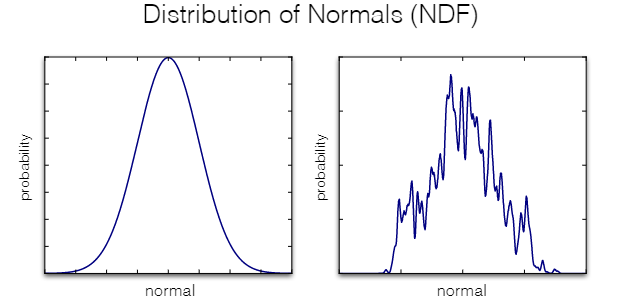 Distribution of Normals (NDF)
probability
normal
probability
normal